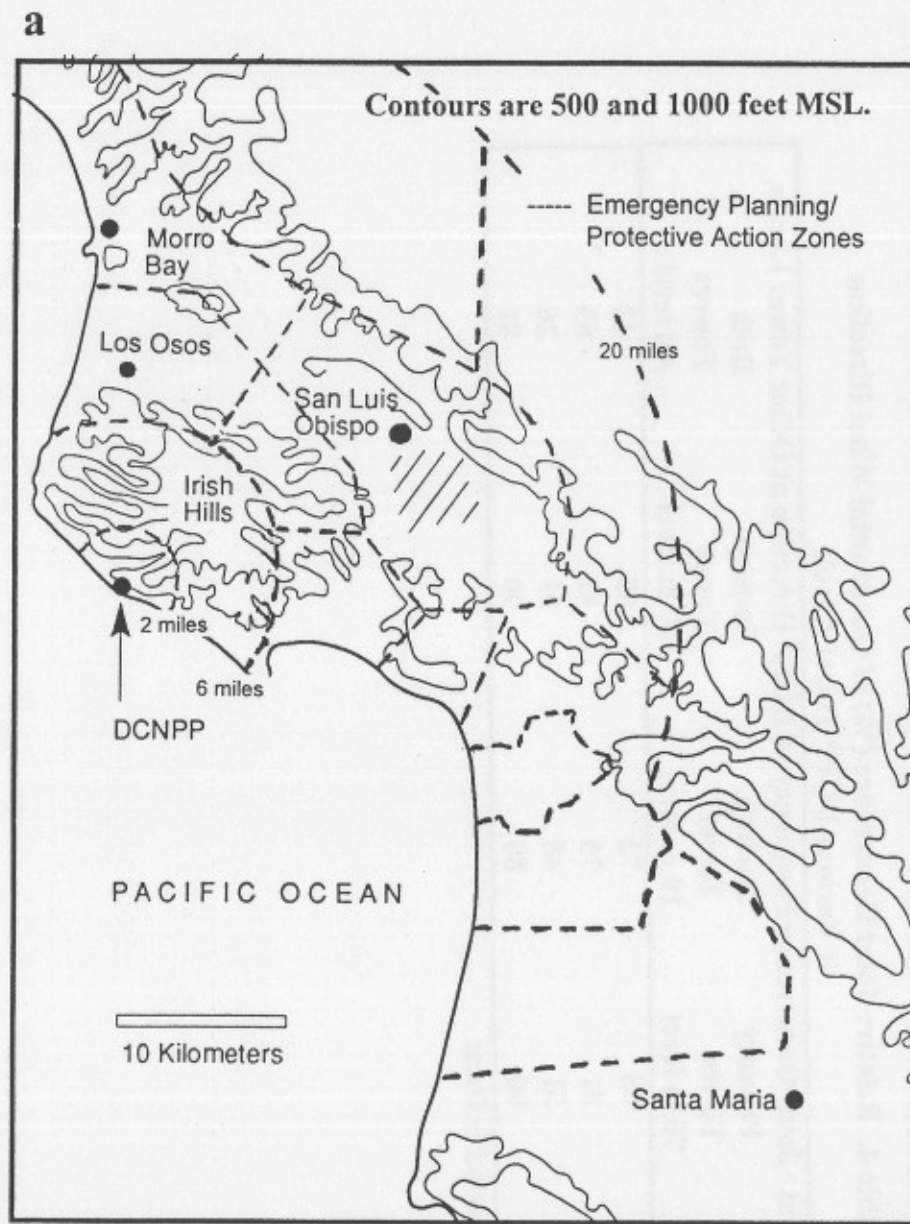 a
Contours are 500 and 1000 feet MSL.
Emergency Planning/
Protective Action Zones
Morro
Bay
20 miles
Los Osos
San Luis
Obispo
Irish
Hills
2 miles
6 miles
DCNPP
PACIFIC OCEAN
10 Kilometers
Santa Maria